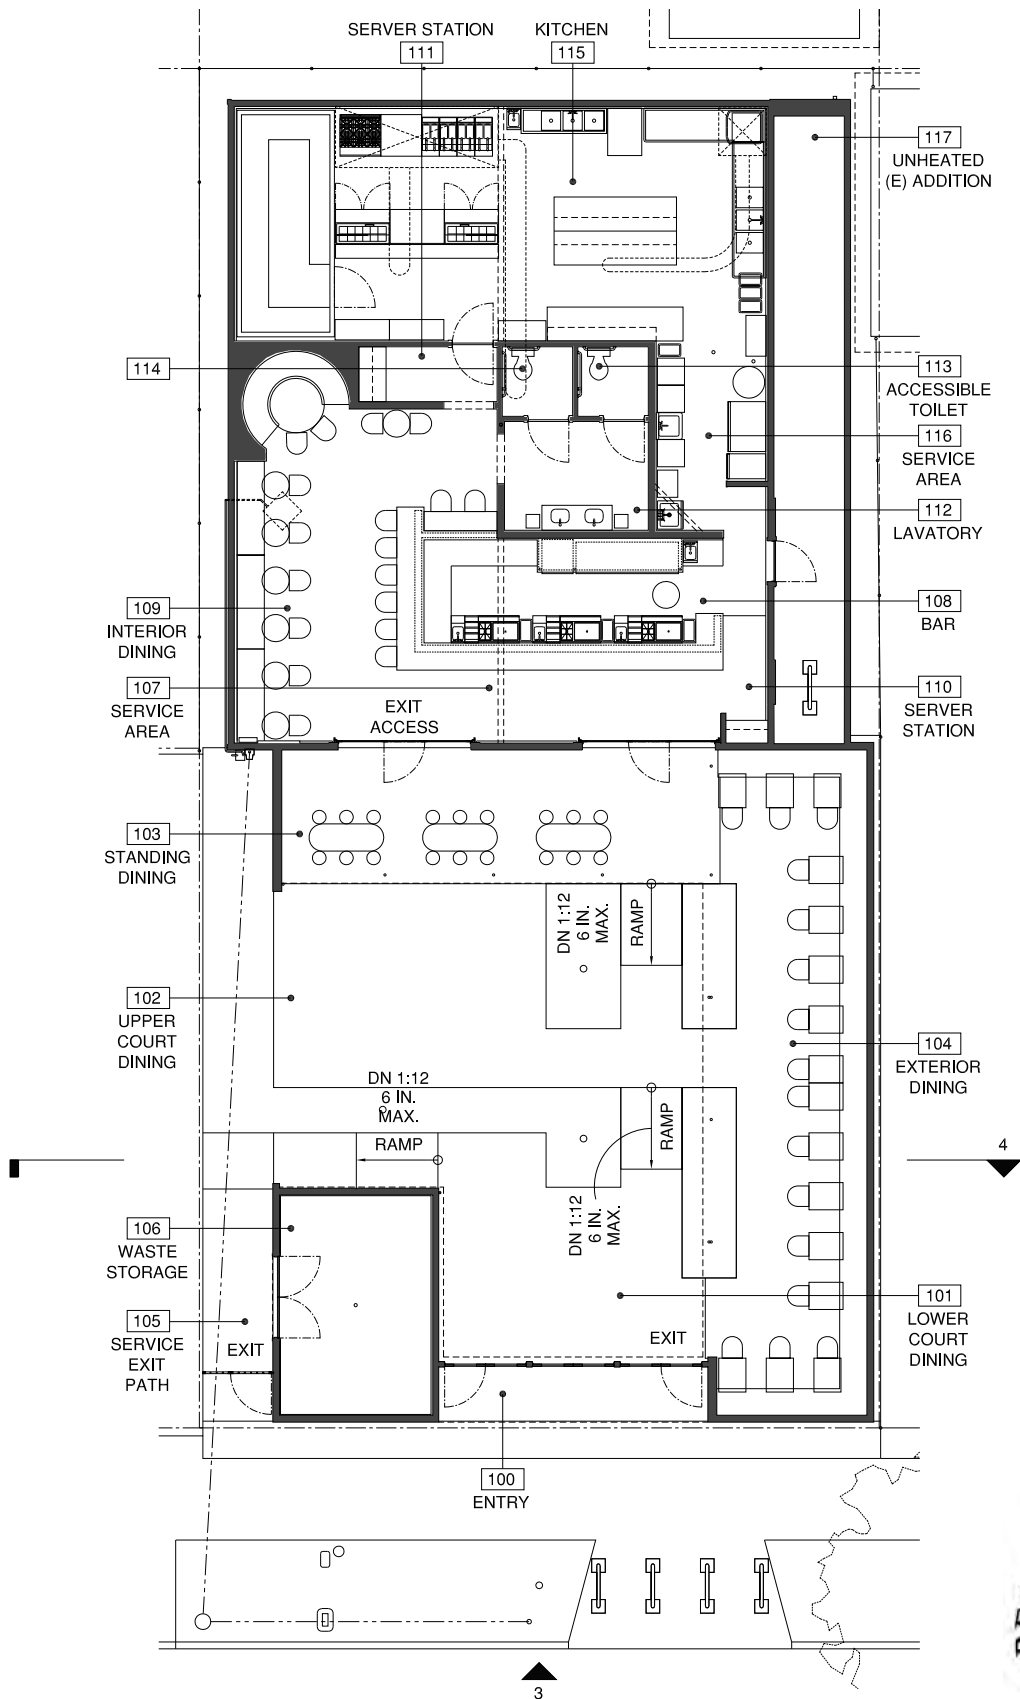 SERVER STATION
111
KITCHEN
115
117
UNHEATED
(E) ADDITION
114
113
ACCESSIBLE
TOILET
116
SERVICE
AREA
112
LAVATORY
109
INTERIOR
DINING
108
BAR
107
SERVICE
AREA
EXIT
ACCESS
110
SERVER
STATION
103
STANDING
DINING
DN 1:12
6 IN.
MAX.
RAMP
102
UPPER
COURT
DINING
104
EXTERIOR
DINING
DN 1:12
6 IN.
MAX.
RAMP
RAMP
DN 1:12
6 IN.
MAX.
4
106
WASTE
STORAGE
105
SERVICE
EXIT
PATH
EXIT
EXIT
101
LOWER
COURT
DINING
100
ENTRY
3